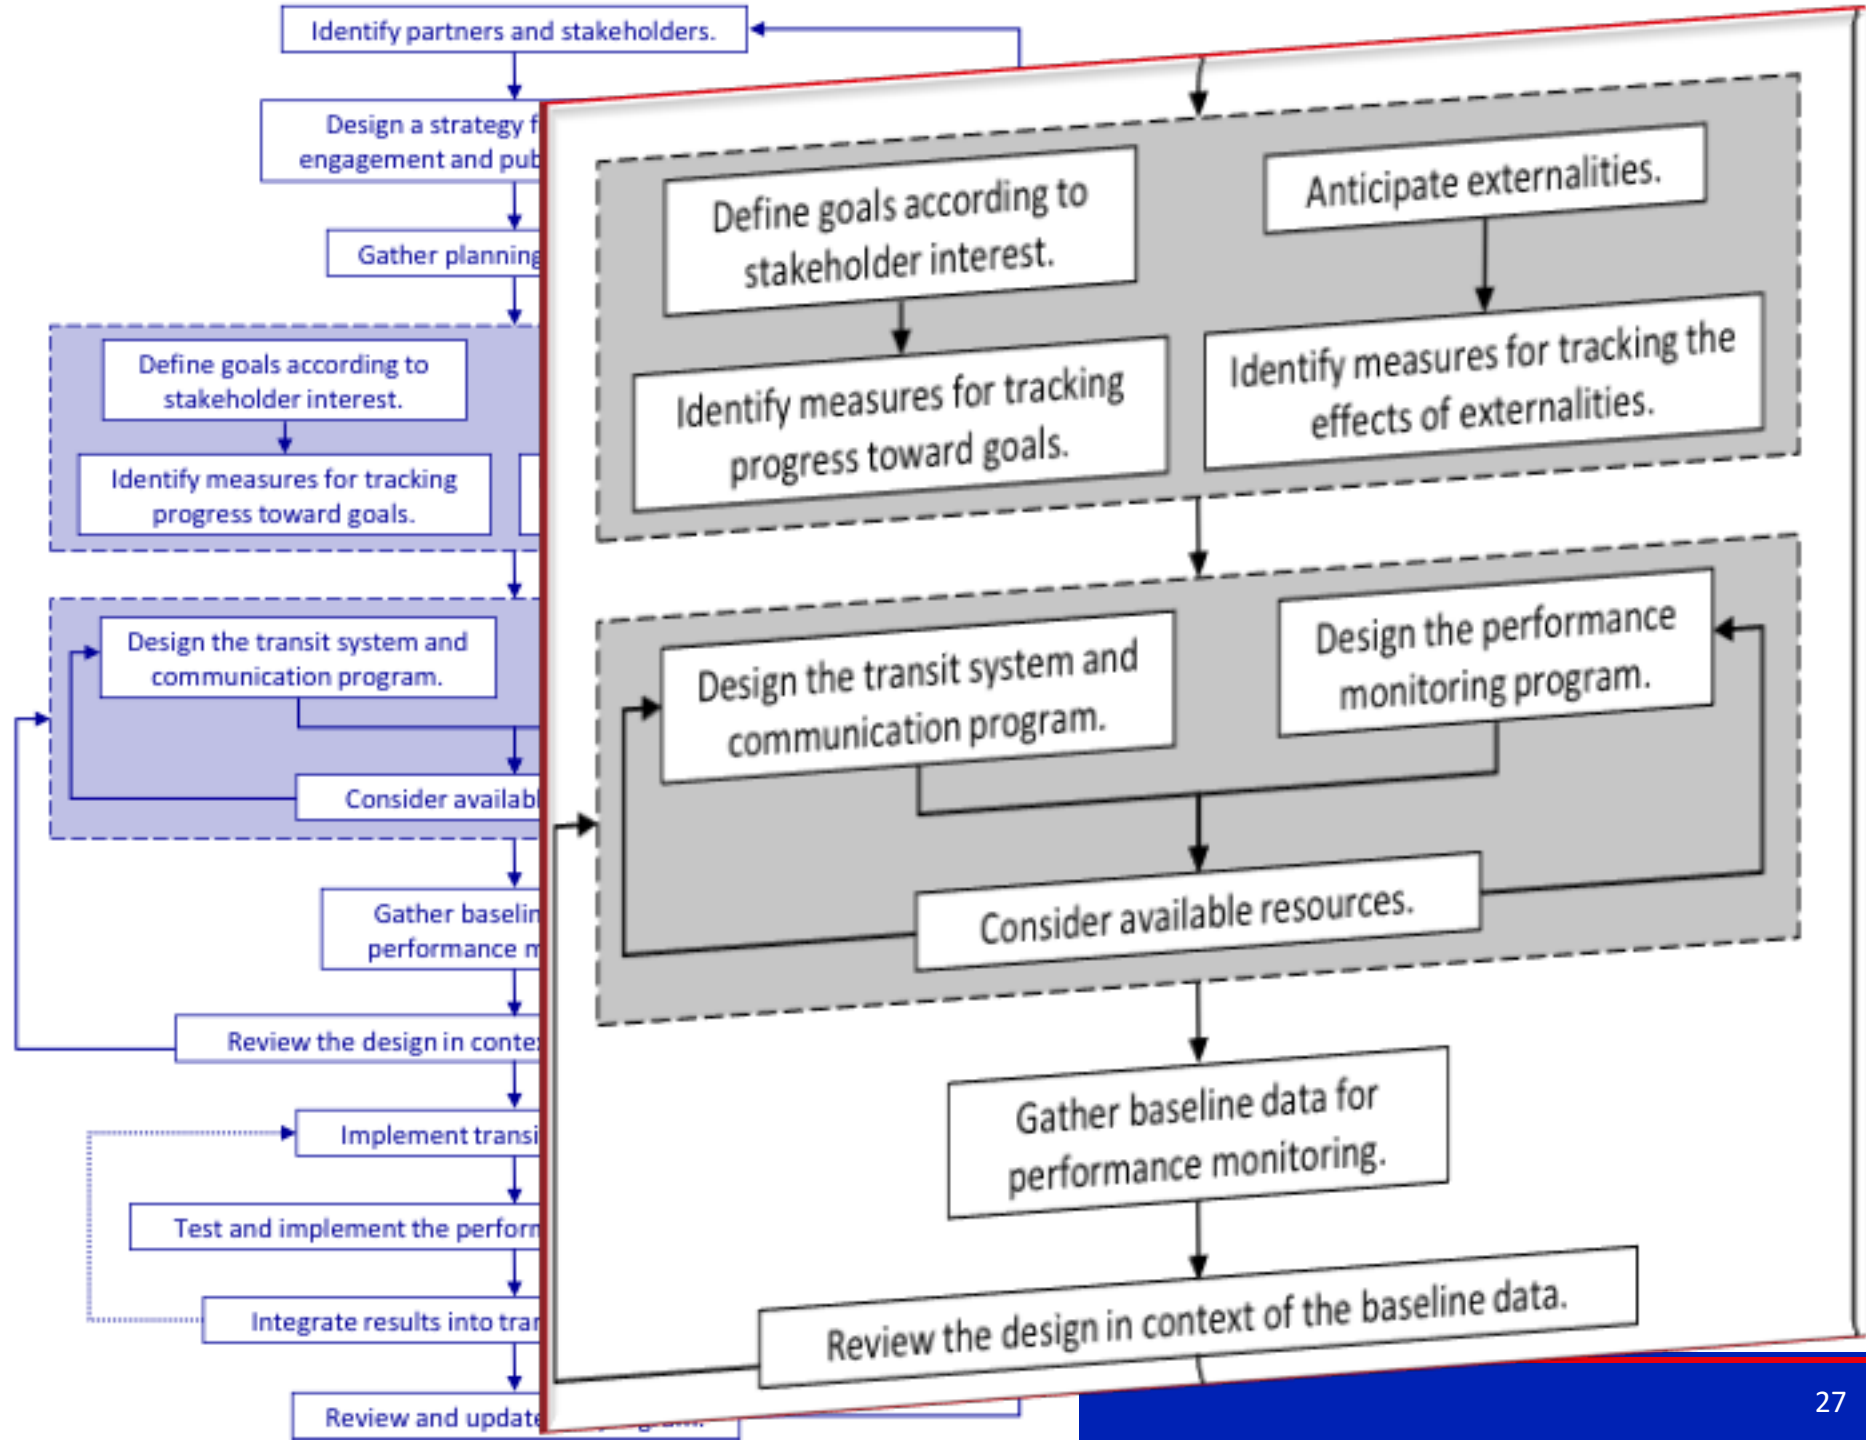 Identify partners and stakeholders.
Design a strategy f
engagement and pub
Gather planning
Define goals according to
stakeholder interest.
Identify measures for tracking
progress toward goals.
Design the transit system and
communication program.
Consider availabl
Gather baselin
performance m
Review the design in conte
Implement transi
Test and implement the perform
Integrate results into tran
Review and update
Define goals according to
stakeholder interest.
Anticipate externalities.
Identify measures for tracking
progress toward goals.
Identify measures for tracking the
effects of externalities.
Design the transit system and
communication program.
Design the performance
monitoring program.
Consider available resources.
Gather baseline data for
performance monitoring.
Review the design in context of the baseline data.
27